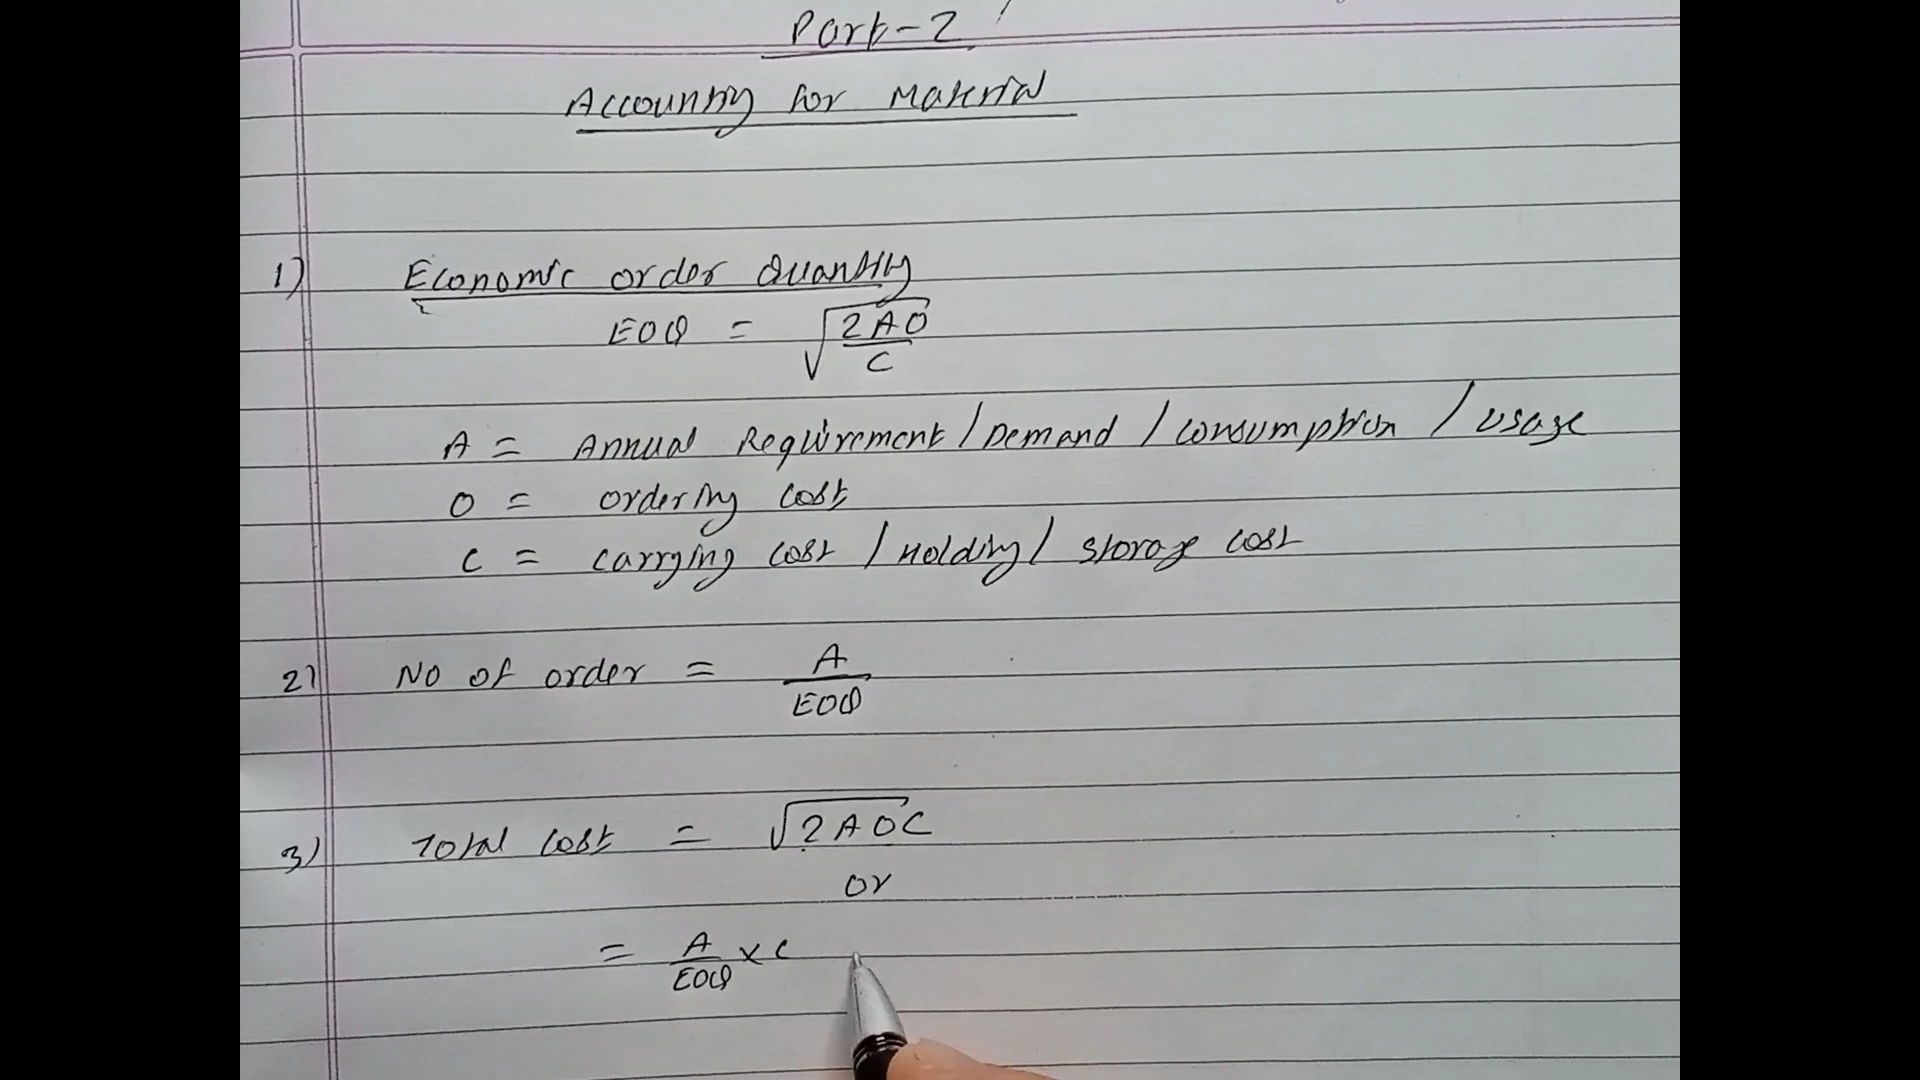 Part-2
Accounting for Material
1) Economic order Quantity
EOQ = √2AO/C
A = Annual Requirement / Demand / consumption / usage
O = ordering cost
C = carrying cost / Holding / storage cost
2) No of order = A/EOQ
3) Total cost = √2AOC
or
= A/EOQ × C